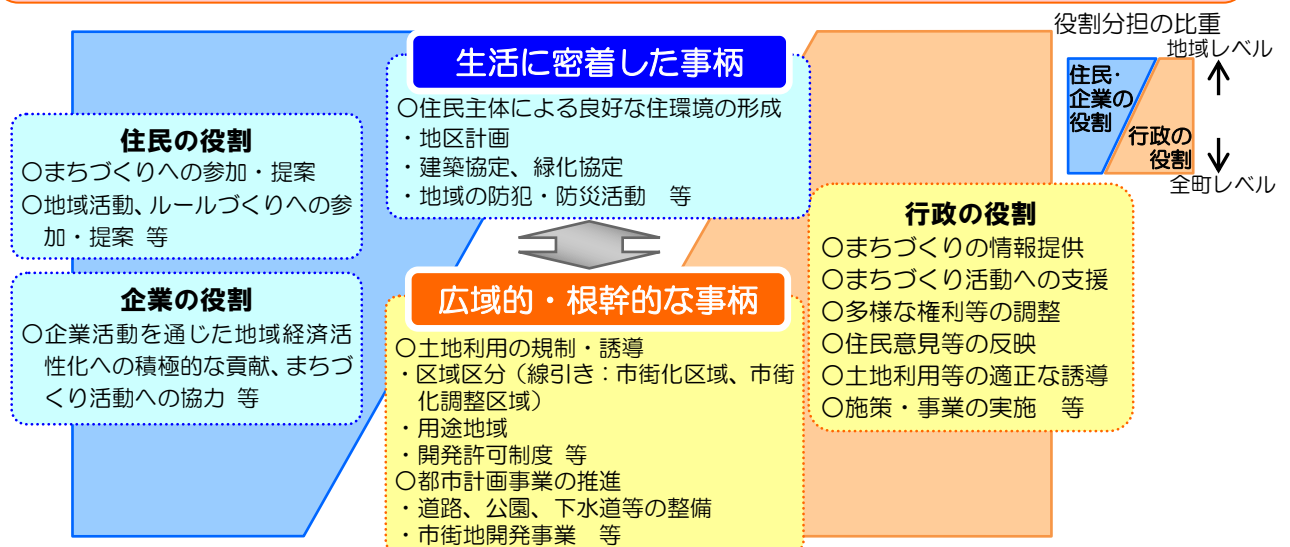 役割分担の比重
地域レベル
住民・
企業の
役割
行政の
役割
全町レベル
生活に密着した事柄
〇住民主体による良好な住環境の形成
・地区計画
・建築協定、緑化協定
・地域の防犯・防災活動　等
住民の役割
〇まちづくりへの参加・提案
〇地域活動、ルールづくりへの参
加・提案 等
企業の役割
〇企業活動を通じた地域経済活
性化への積極的な貢献、まちづ
くり活動への協力 等
広域的・根幹的な事柄
〇土地利用の規制・誘導
・区域区分（線引き：市街化区域、市街
化調整区域）
・用途地域
・開発許可制度 等
〇都市計画事業の推進
・道路、公園、下水道等の整備
・市街地開発事業　等
行政の役割
〇まちづくりの情報提供
〇まちづくり活動への支援
〇多様な権利等の調整
〇住民意見等の反映
〇土地利用等の適正な誘導
〇施策・事業の実施　等